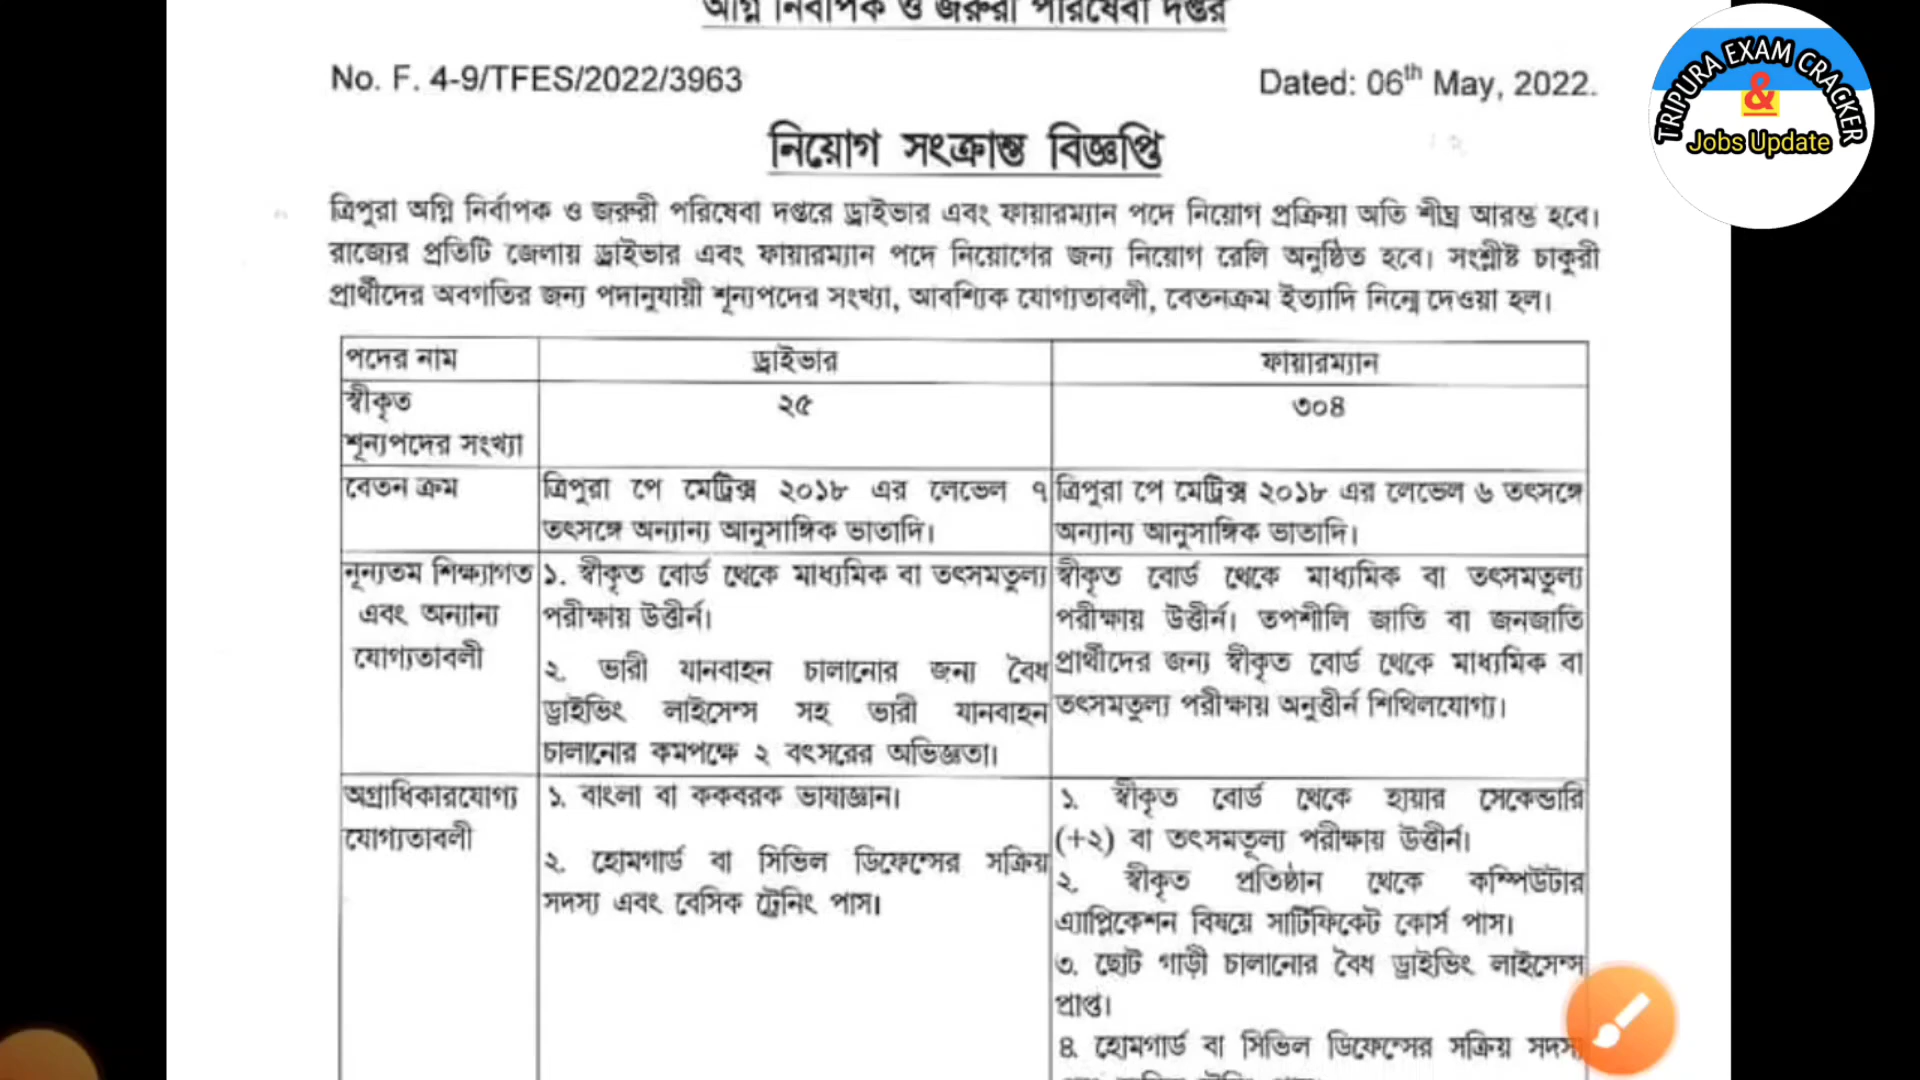 অগ্নি নির্বাপক ও জরুরী পরিষেবা দপ্তর
No. F. 4-9/TFES/2022/3963
Dated: 06th May, 2022.
TRIPURA EXAM CRACKER
&
Jobs Update
নিয়োগ সংক্রান্ত বিজ্ঞপ্তি
ত্রিপুরা অগ্নি নির্বাপক ও জরুরী পরিষেবা দপ্তরে ড্রাইভার এবং ফায়ারম্যান পদে নিয়োগ প্রক্রিয়া অতি শীঘ্র আরম্ভ হবে।
রাজ্যের প্রতিটি জেলায় ড্রাইভার এবং ফায়ারম্যান পদে নিয়োগের জন্য নিয়োগ রেলি অনুষ্ঠিত হবে। সংশ্লীষ্ট চাকুরী
প্রার্থীদের অবগতির জন্য পদানুযায়ী শূন্যপদের সংখ্যা, আবশ্যিক যোগ্যতাবলী, বেতনক্রম ইত্যাদি নিন্মে দেওয়া হল।
পদের নাম
ড্রাইভার
ফায়ারম্যান
স্বীকৃত
শূন্যপদের সংখ্যা
২৫
৩০৪
বেতন ক্রম
ত্রিপুরা পে মেট্রিক্স ২০১৮ এর লেভেল ৭
তৎসঙ্গে অন্যান্য আনুসাঙ্গিক ভাতাদি।
ত্রিপুরা পে মেট্রিক্স ২০১৮ এর লেভেল ৬ তৎসঙ্গে
অন্যান্য আনুসাঙ্গিক ভাতাদি।
নূন্যতম শিক্ষ্যাগত
এবং অন্যান্য
যোগ্যতাবলী
১. স্বীকৃত বোর্ড থেকে মাধ্যমিক বা তৎসমতুল্য
পরীক্ষায় উত্তীর্ন।
২. ভারী যানবাহন চালানোর জন্য বৈধ
ড্রাইভিং লাইসেন্স সহ ভারী যানবাহন
চালানোর কমপক্ষে ২ বৎসরের অভিজ্ঞতা।
স্বীকৃত বোর্ড থেকে মাধ্যমিক বা তৎসমতুল্য
পরীক্ষায় উত্তীর্ন। তপশীলি জাতি বা জনজাতি
প্রার্থীদের জন্য স্বীকৃত বোর্ড থেকে মাধ্যমিক বা
তৎসমতুল্য পরীক্ষায় অনুত্তীর্ন শিথিলযোগ্য।
অগ্রাধিকারযোগ্য
যোগ্যতাবলী
১. বাংলা বা ককবরক ভাষাজ্ঞান।
২. হোমগার্ড বা সিভিল ডিফেন্সের সক্রিয়
সদস্য এবং বেসিক ট্রেনিং পাস।
১. স্বীকৃত বোর্ড থেকে হায়ার সেকেন্ডারি
(+২) বা তৎসমতূল্য পরীক্ষায় উত্তীর্ন।
২. স্বীকৃত প্রতিষ্ঠান থেকে কম্পিউটার
এ্যাপ্লিকেশন বিষয়ে সার্টিফিকেট কোর্স পাস।
৩. ছোট গাড়ী চালানোর বৈধ ড্রাইভিং লাইসেন্স
প্রাপ্ত।
৪. হোমগার্ড বা সিভিল ডিফেন্সের সক্রিয় সদস্য